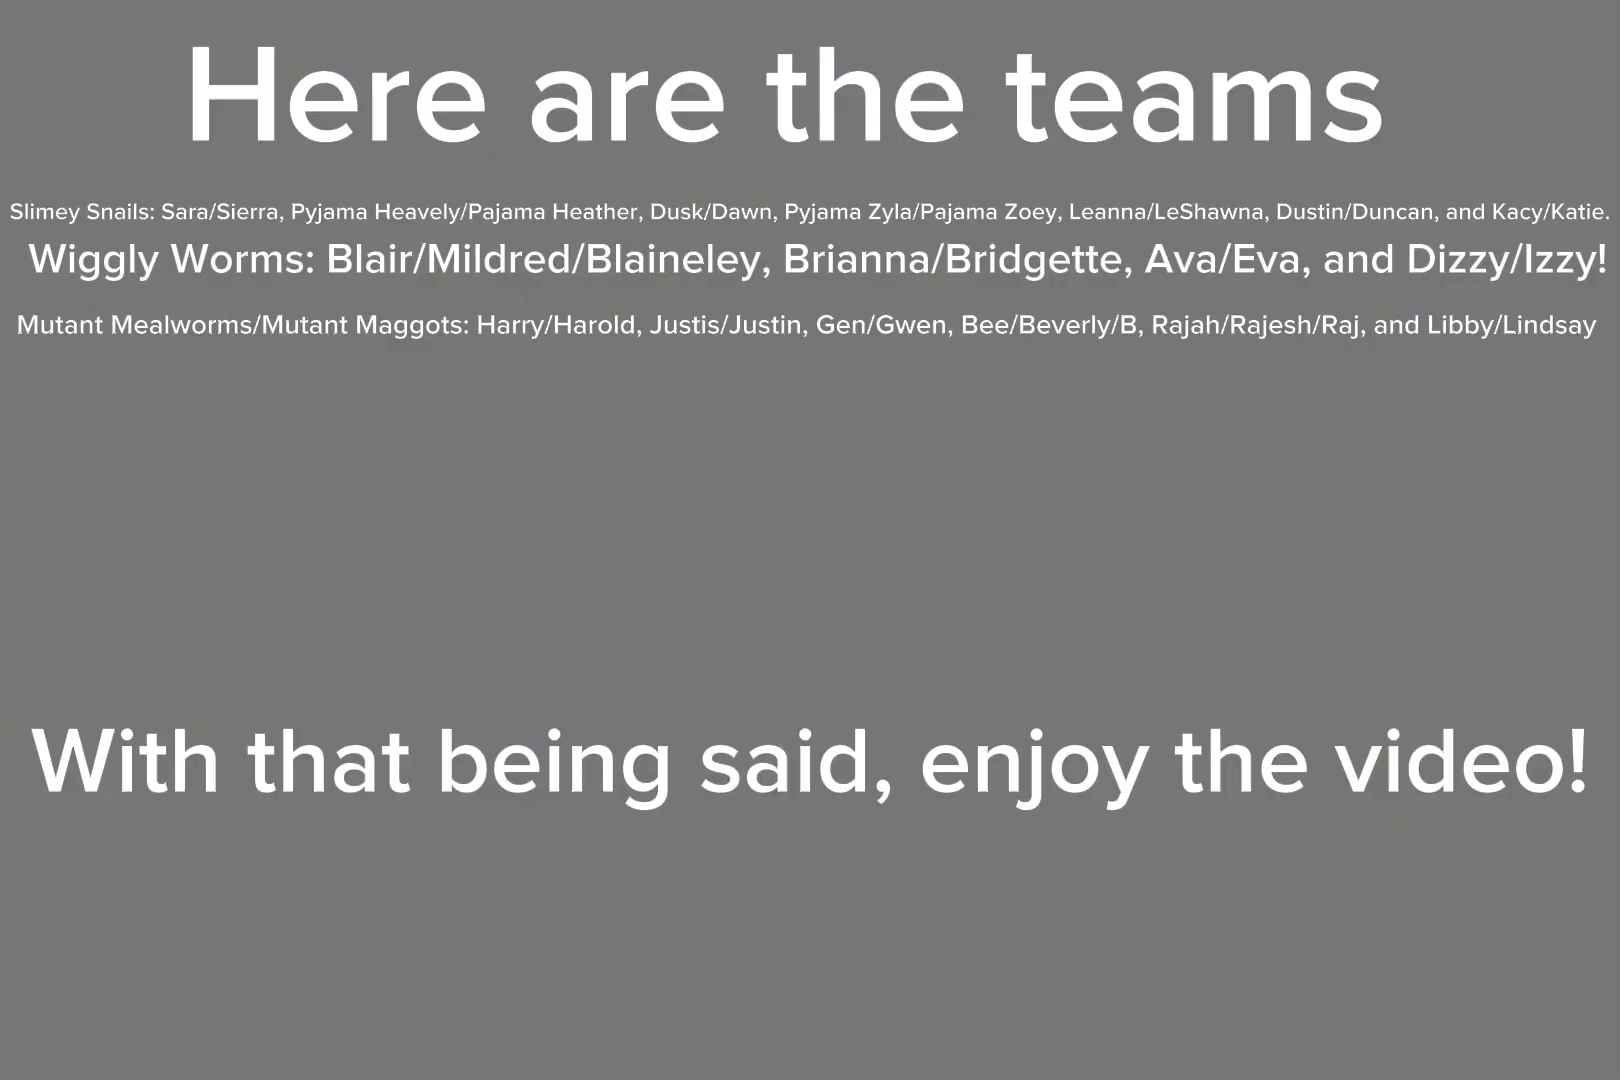 Here are the teams
Slimey Snails: Sara/Sierra, Pyjama Heavely/Pajama Heather, Dusk/Dawn, Pyjama Zyla/Pajama Zoey, Leanna/LeShawna, Dustin/Duncan, and Kacy/Katie.
Wiggly Worms: Blair/Mildred/Blaineley, Brianna/Bridgette, Ava/Eva, and Dizzy/Izzy!
Mutant Mealworms/Mutant Maggots: Harry/Harold, Justis/Justin, Gen/Gwen, Bee/Beverly/B, Rajah/Rajesh/Raj, and Libby/Lindsay
With that being said, enjoy the video!